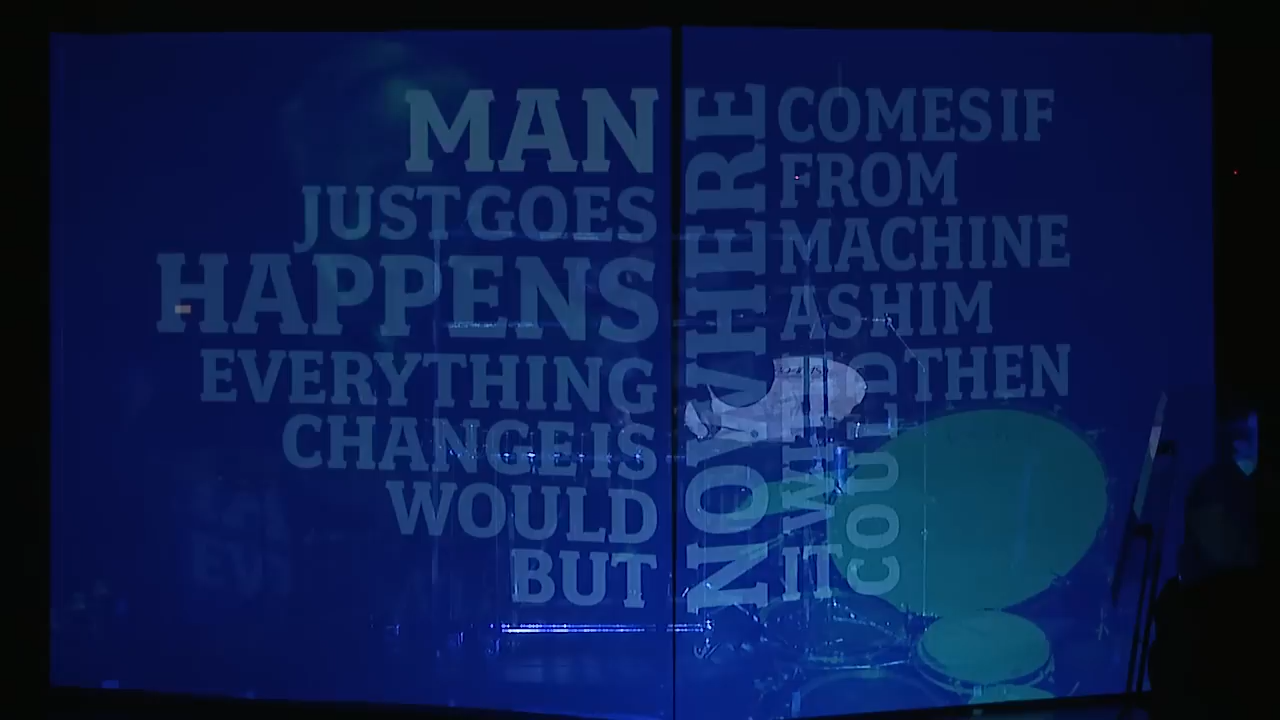 MAN
JUST GOES
HAPPENS
EVERYTHING
CHANGE IS
WOULD
BUT
NOWHERE
COMES IF
FROM
MACHINE
AS HIM
THEN
WILL
COULD
IT